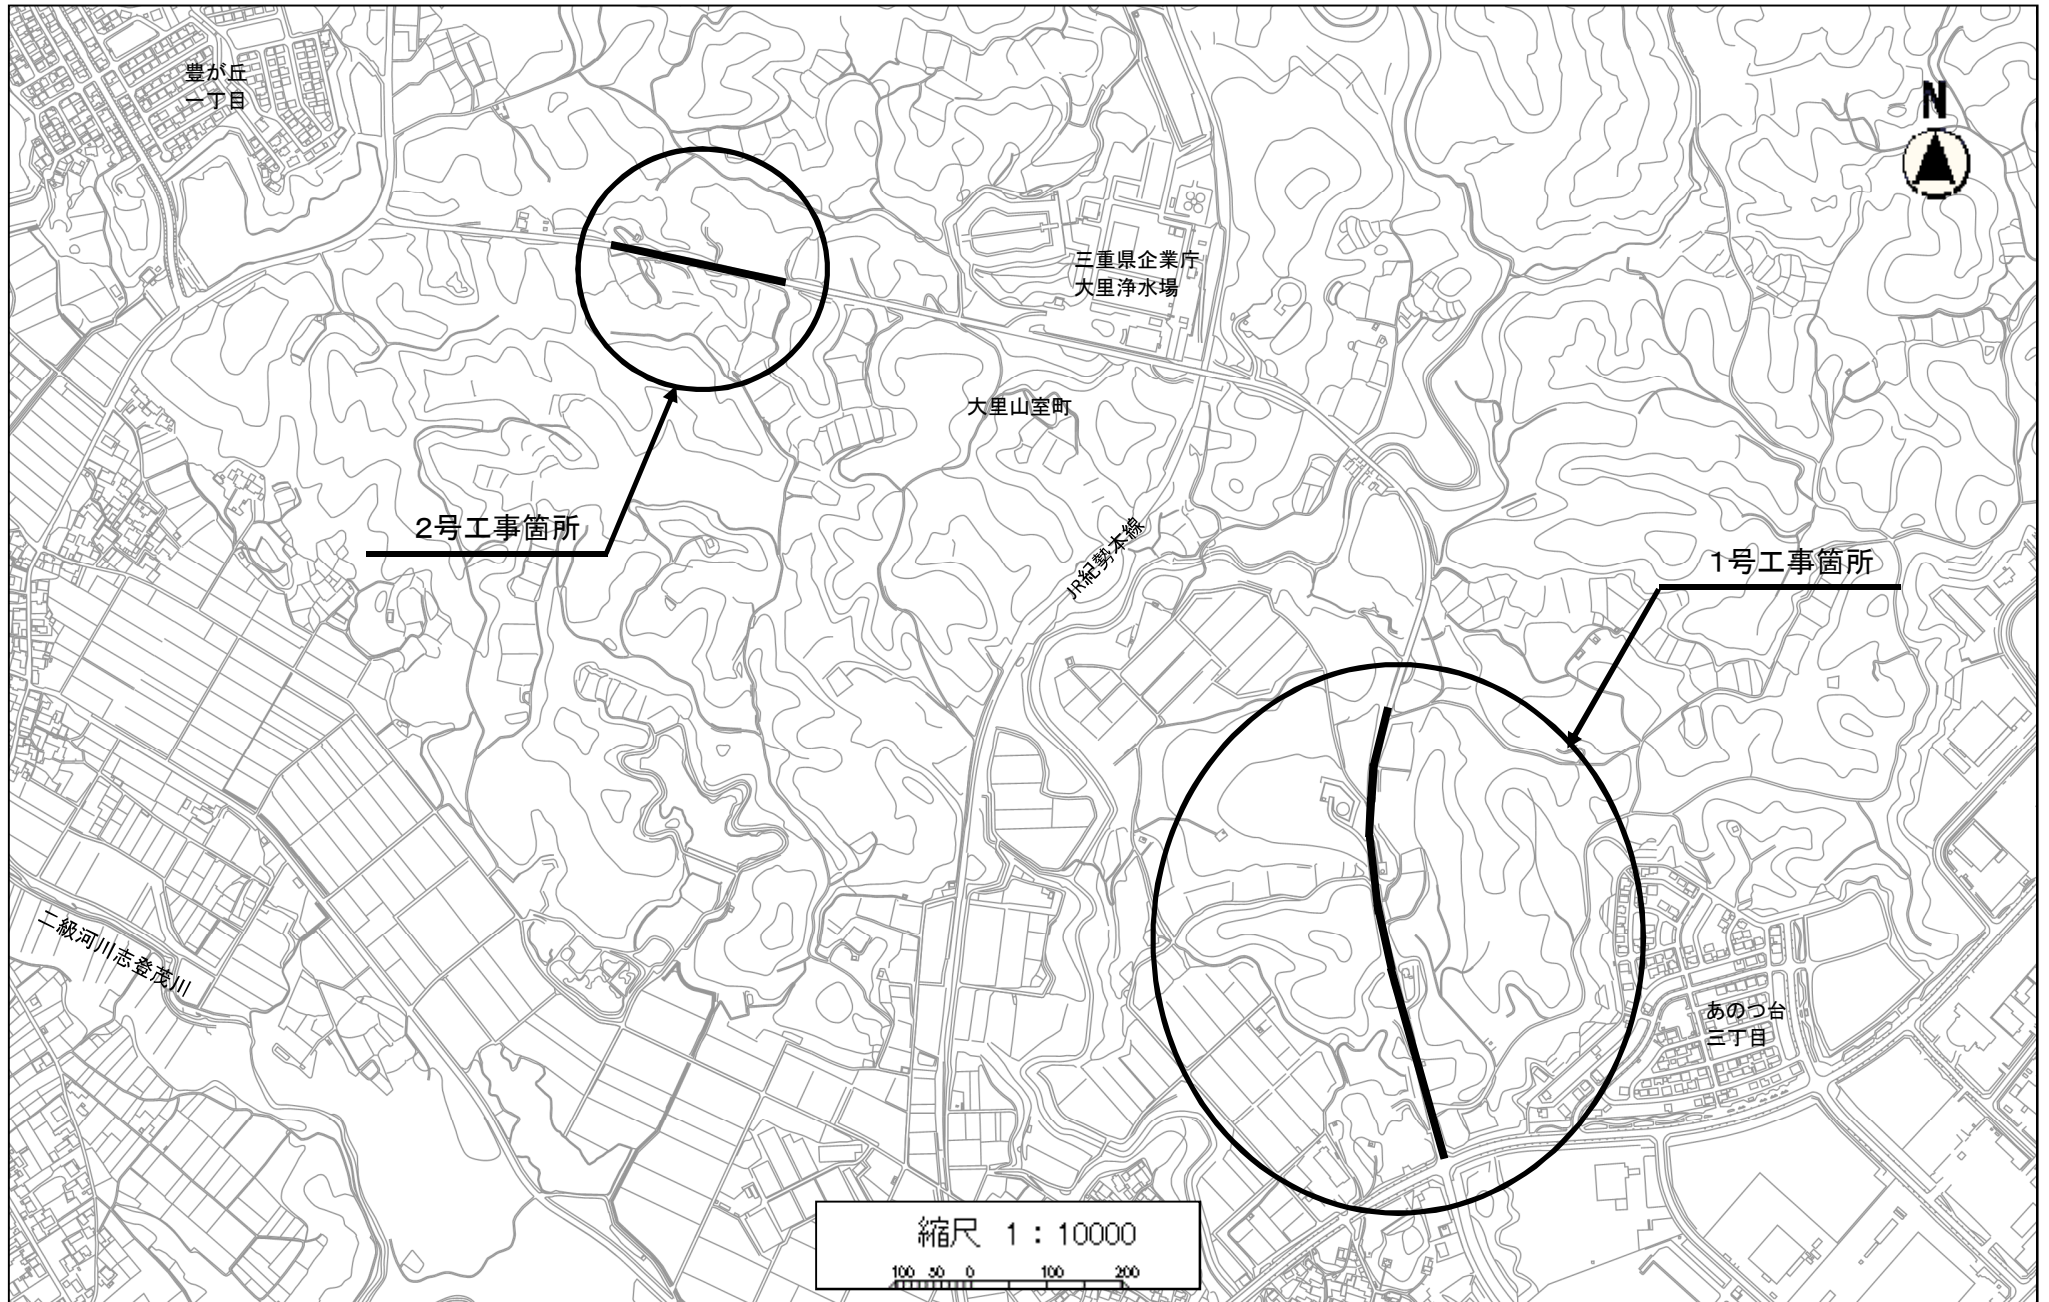 豊が丘
一丁目
N
三重県企業庁
大里浄水場
大里山室町
2号工事箇所
JR紀勢本線
1号工事箇所
二級河川志登茂川
あのつ台
三丁目
縮尺 1:10000
100 50 0 100 200